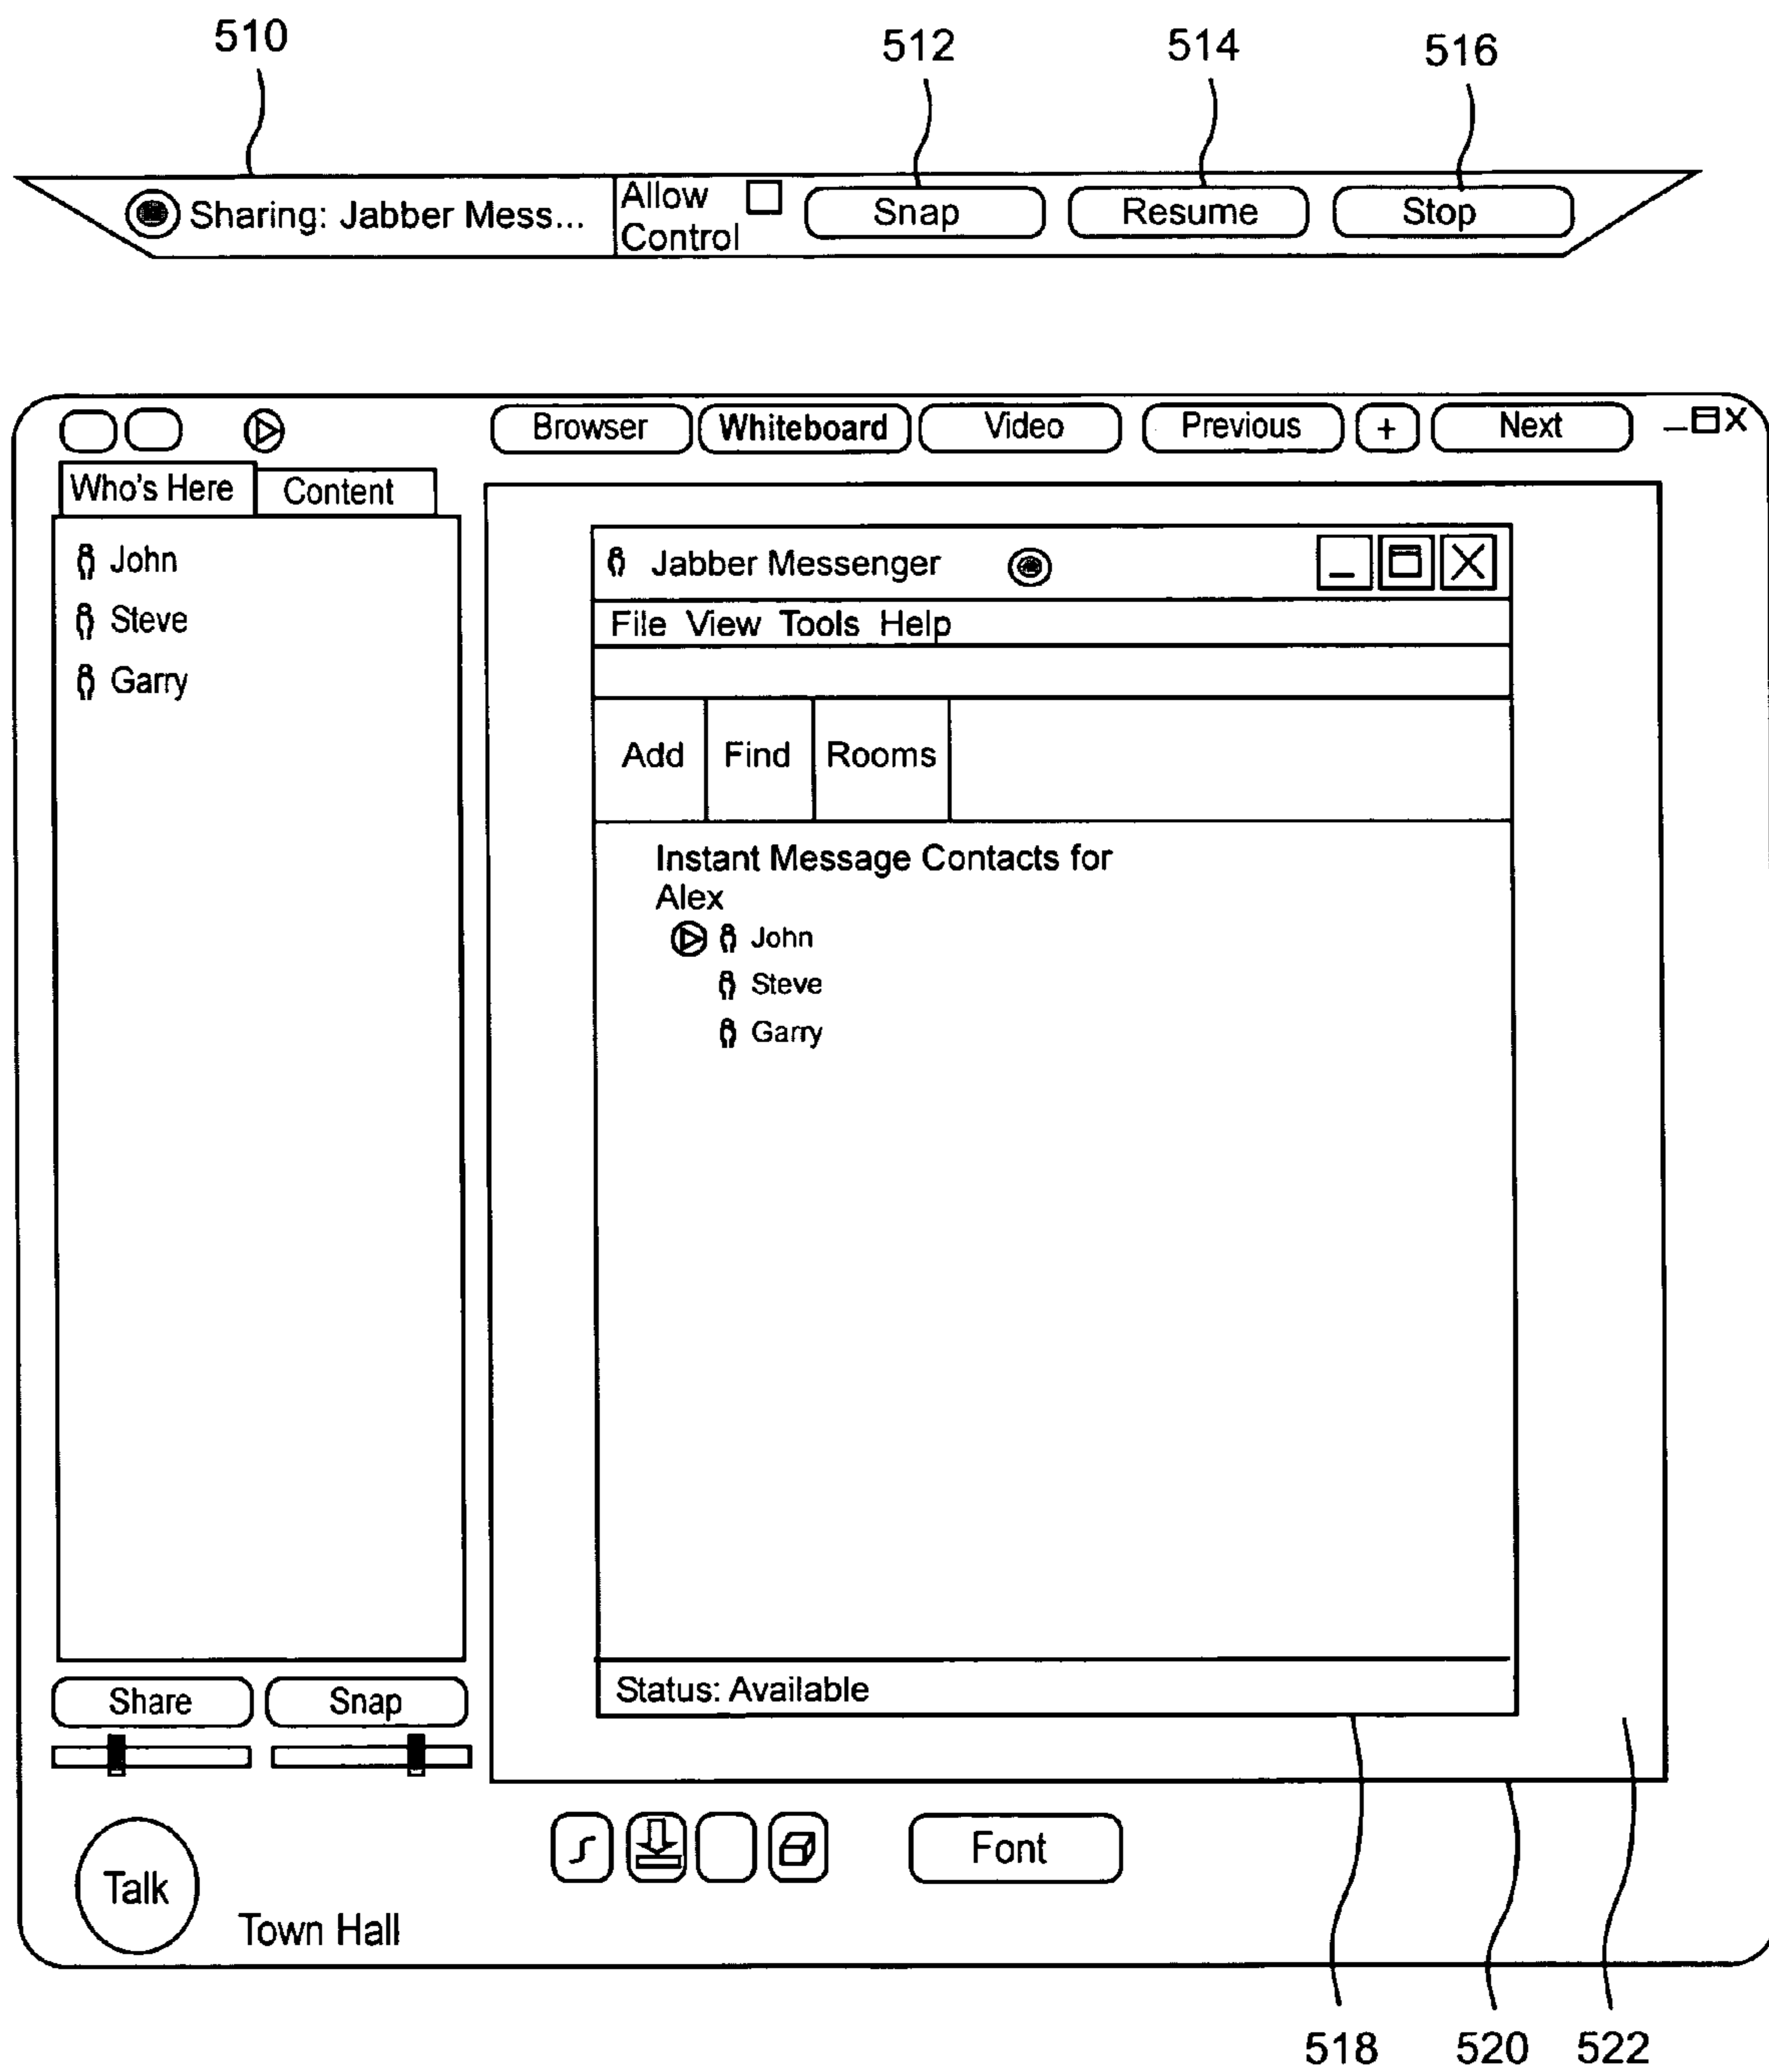 510 512 514 516
Sharing: Jabber Mess... Allow Control Snap Resume Stop
Browser Whiteboard Video Previous + Next
Who's Here Content
John
Steve
Garry
Jabber Messenger
File View Tools Help
Add Find Rooms
Instant Message Contacts for
Alex
John
Steve
Garry
Status: Available
Share Snap
Talk
Town Hall
Font
518 520 522